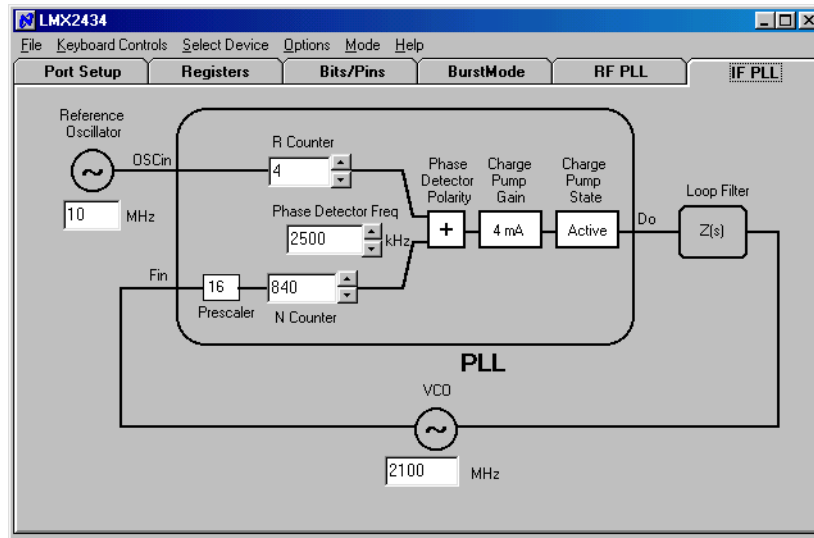 LMX2434
File Keyboard Controls Select Device Options Mode Help
Port Setup Registers Bits/Pins BurstMode RF PLL IF PLL
Reference
Oscillator
OSCin
~
10 MHz
R Counter
4
Phase Detector Freq
2500 kHz
Fin
16
Prescaler
840
N Counter
Phase
Detector
Polarity
+
Charge
Pump
Gain
4 mA
Charge
Pump
State
Active
Do
Loop Filter
Z(s)
PLL
VCO
~
2100 MHz